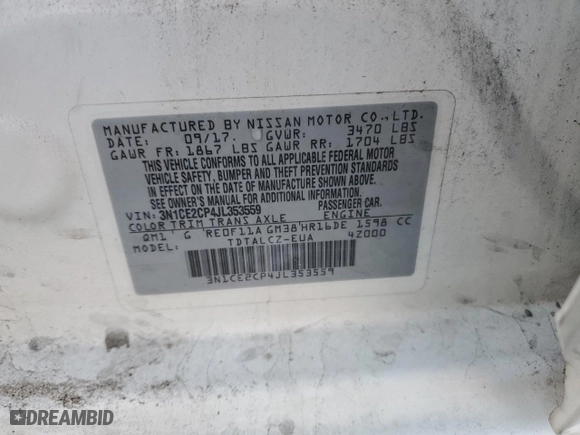 MANUFACTURED BY NISSAN MOTOR CO.,LTD.
DATE: 09/17. GVWR: 3470 LBS
GAWR FR: 1867 LBS GAWR RR: 1704 LBS
THIS VEHICLE CONFORMS TO ALL APPLICABLE FEDERAL MOTOR
VEHICLE SAFETY, BUMPER AND THEFT PREVENTION STANDARDS
IN EFFECT ON THE DATE OF MANUFACTURE SHOWN ABOVE.
SEE OWNER'S MANUAL FOR ADDITIONAL INFORMATION.
VIN: 3N1CE2CP4JL353559 PASSENGER CAR.
COLOR TRIM TRANS AXLE ENGINE
QM1 G RE0F11A GM38 HR16DE 1598 CC
MODEL: TDTALCZ-EUA 42000
3N1CE2CP4JL353559
DREAMBID